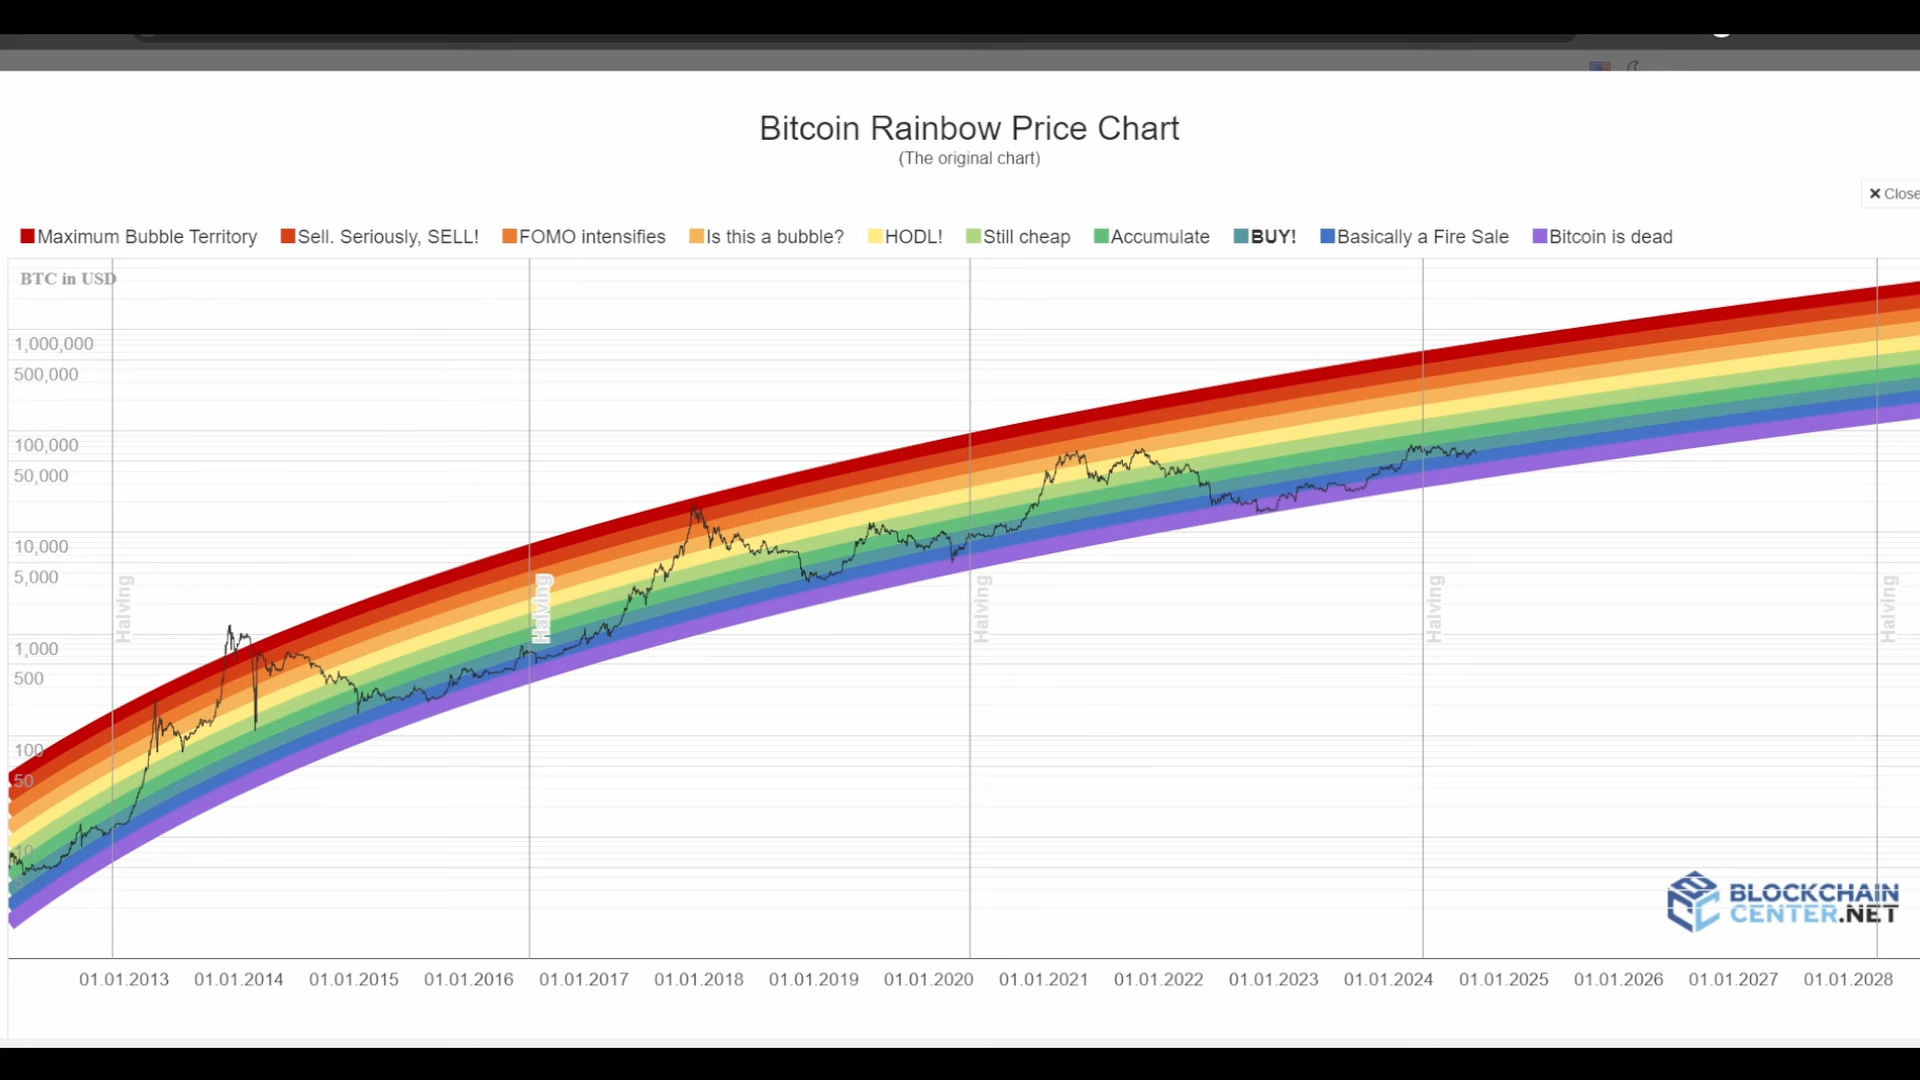 Bitcoin Rainbow Price Chart
(The original chart)
✕ Close
Maximum Bubble Territory Sell. Seriously, SELL! FOMO intensifies Is this a bubble? HODL! Still cheap Accumulate BUY! Basically a Fire Sale Bitcoin is dead
BTC in USD
1,000,000
500,000
100,000
50,000
10,000
5,000
Halving Halving Halving Halving Halving
1,000
500
100
50
10
BLOCKCHAIN
CENTER.NET
01.01.2013 01.01.2014 01.01.2015 01.01.2016 01.01.2017 01.01.2018 01.01.2019 01.01.2020 01.01.2021 01.01.2022 01.01.2023 01.01.2024 01.01.2025 01.01.2026 01.01.2027 01.01.2028